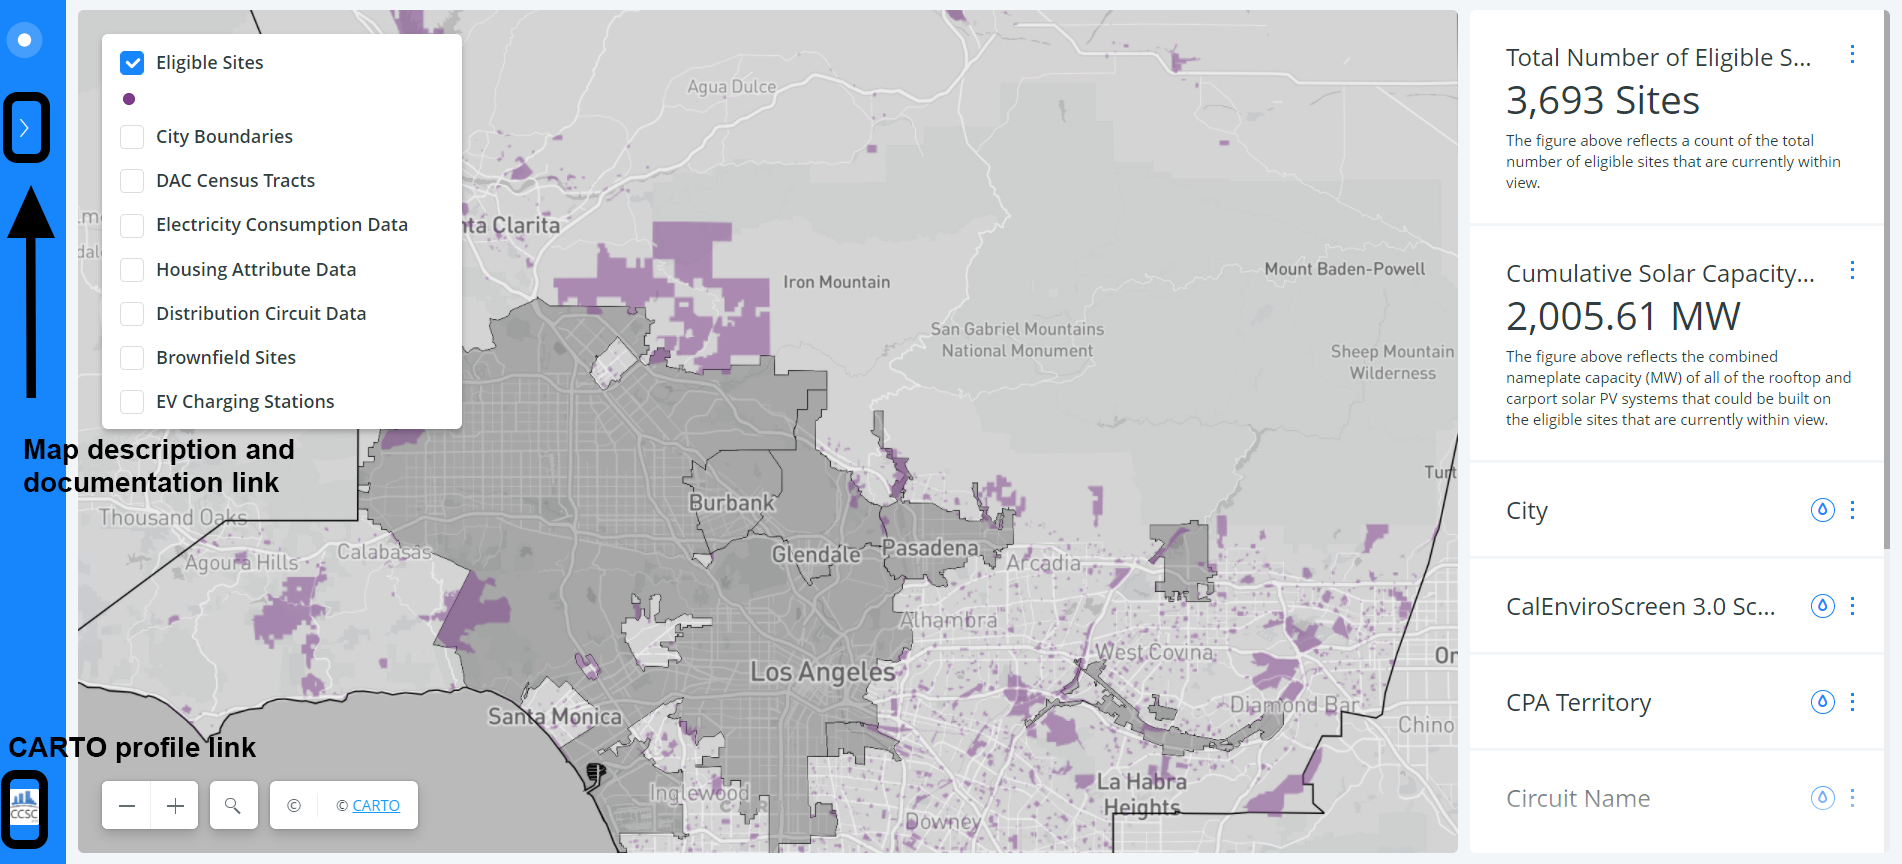 Eligible Sites
City Boundaries
DAC Census Tracts
Electricity Consumption Data
Housing Attribute Data
Distribution Circuit Data
Brownfield Sites
EV Charging Stations
Map description and
documentation link
CARTO profile link
CCSC
© © CARTO
Agua Dulce
nta Clarita
Iron Mountain
Mount Baden-Powell
San Gabriel Mountains
National Monument
Sheep Mountain
Wilderness
Burbank
Thousand Oaks
Calabasas
Agoura Hills
Glendale
Pasadena
Arcadia
Alhambra
West Covina
Los Angeles
Santa Monica
Diamond Bar
Chino
La Habra
Heights
Inglewood
Downey
Turt
On
Total Number of Eligible S...
3,693 Sites
The figure above reflects a count of the total
number of eligible sites that are currently within
view.
Cumulative Solar Capacity...
2,005.61 MW
The figure above reflects the combined
nameplate capacity (MW) of all of the rooftop and
carport solar PV systems that could be built on
the eligible sites that are currently within view.
City
CalEnviroScreen 3.0 Sc...
CPA Territory
Circuit Name